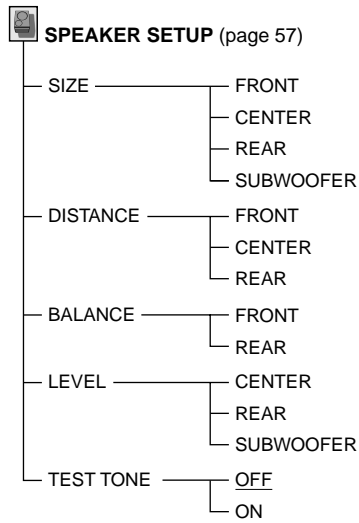 SPEAKER SETUP (page 57)
SIZE FRONT
CENTER
REAR
SUBWOOFER
DISTANCE FRONT
CENTER
REAR
BALANCE FRONT
REAR
LEVEL CENTER
REAR
SUBWOOFER
TEST TONE OFF
ON